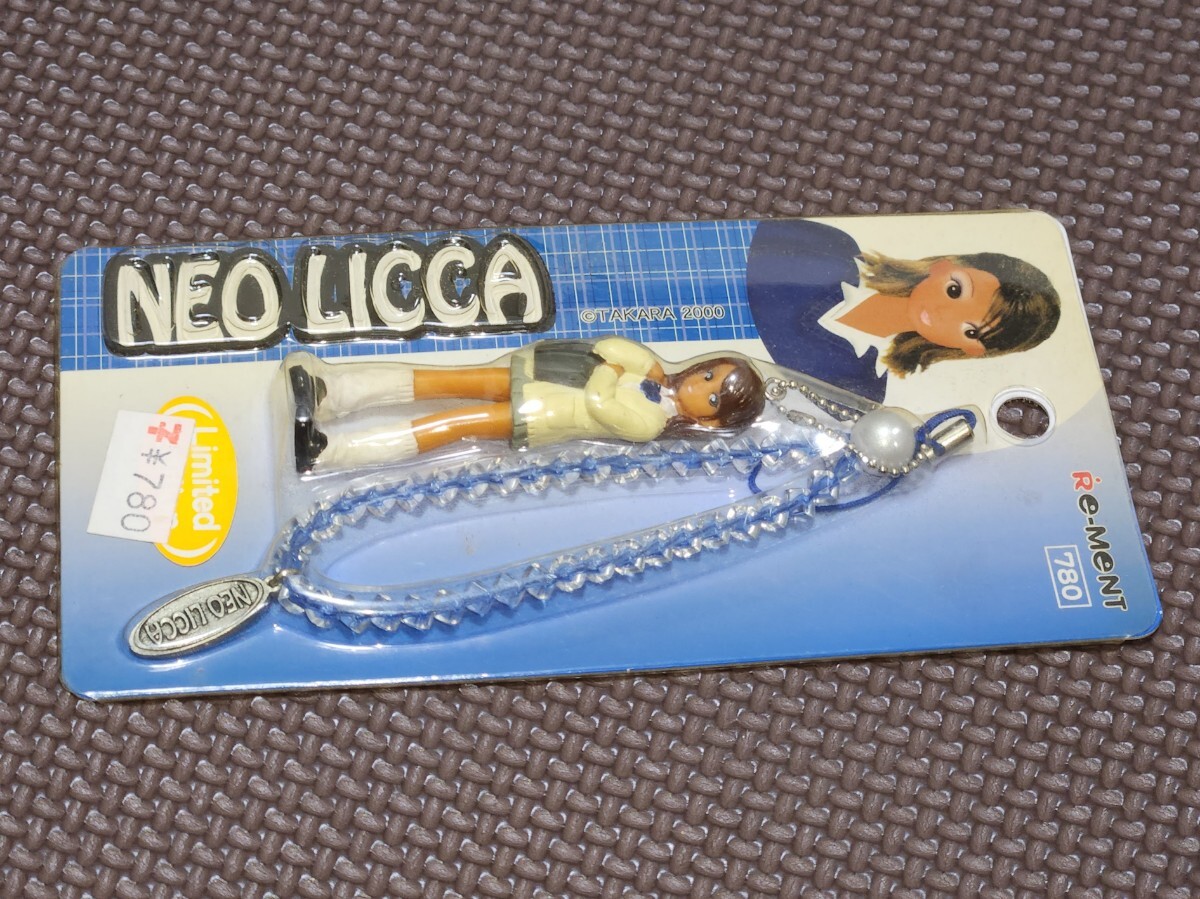 NEO LICCA
©TAKARA 2000
Limited
¥780
NEO LICCA
Re-MeNT
780